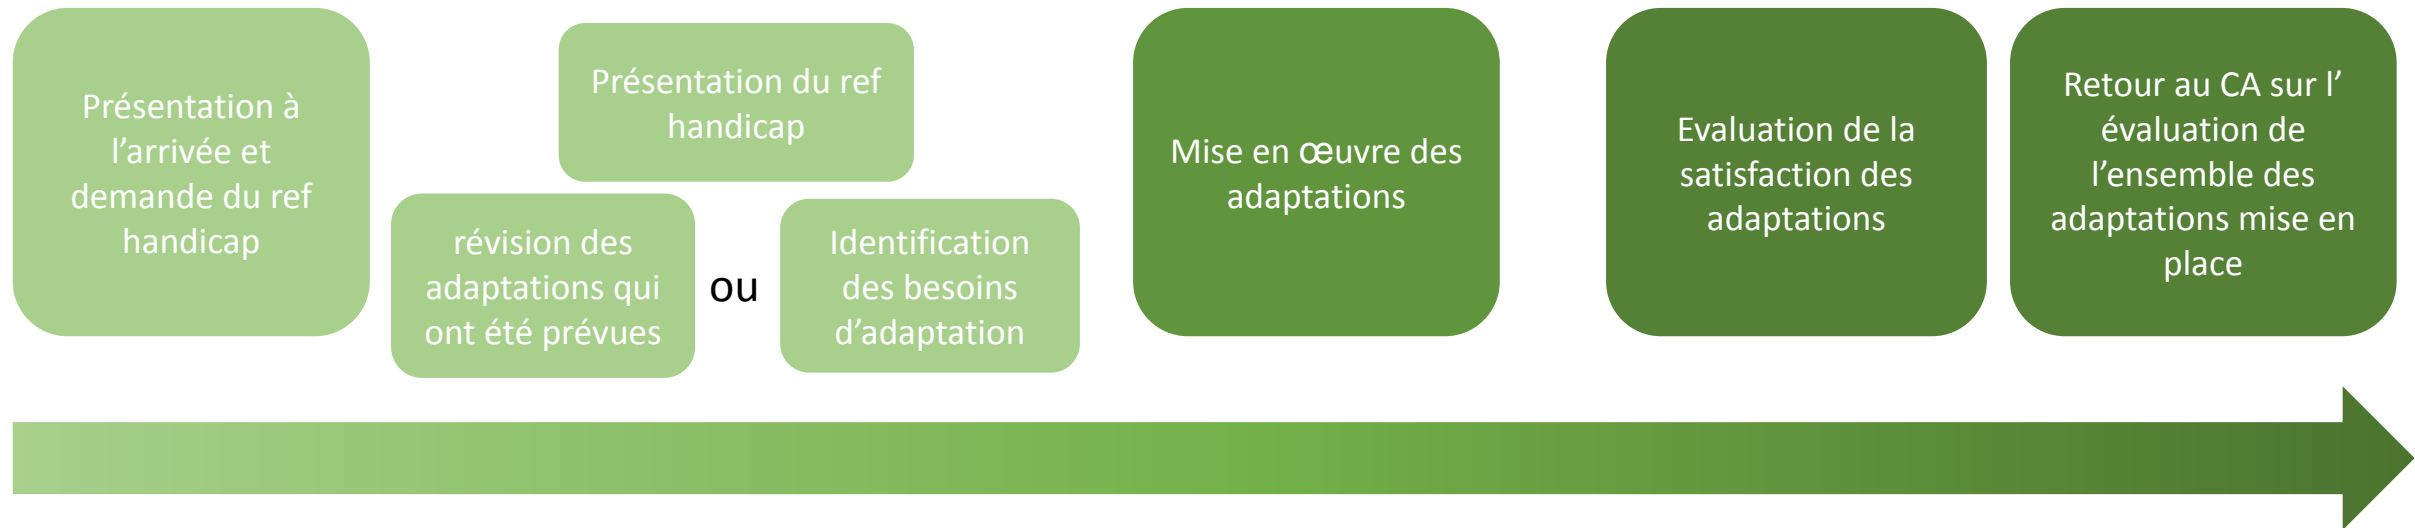 Présentation à
l’arrivée et
demande du ref
handicap
Présentation du ref
handicap
révision des
adaptations qui
ont été prévues
ou
Identification
des besoins
d’adaptation
Mise en œuvre des
adaptations
Evaluation de la
satisfaction des
adaptations
Retour au CA sur l’
évaluation de
l’ensemble des
adaptations mise en
place